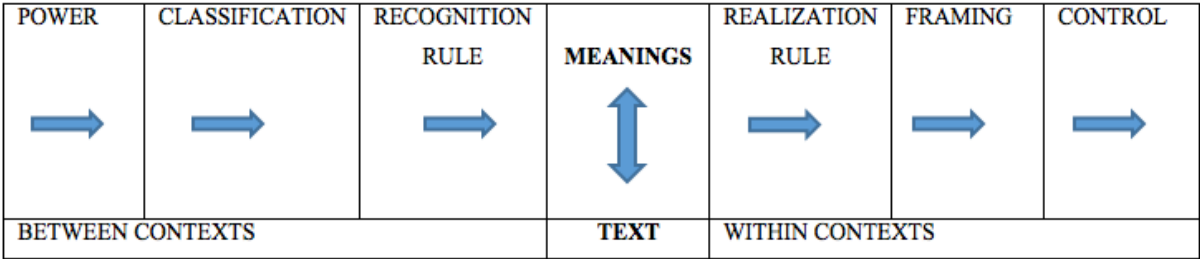 POWER
CLASSIFICATION
RECOGNITION
RULE
MEANINGS
REALIZATION
RULE
FRAMING
CONTROL
BETWEEN CONTEXTS
TEXT
WITHIN CONTEXTS